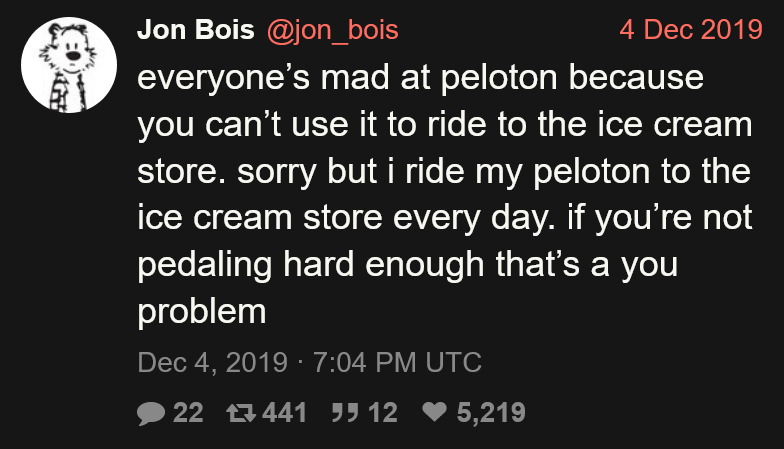 Jon Bois @jon_bois 4 Dec 2019
everyone’s mad at peloton because
you can’t use it to ride to the ice cream
store. sorry but i ride my peloton to the
ice cream store every day. if you’re not
pedaling hard enough that’s a you
problem
Dec 4, 2019 · 7:04 PM UTC
22 441 12 5,219